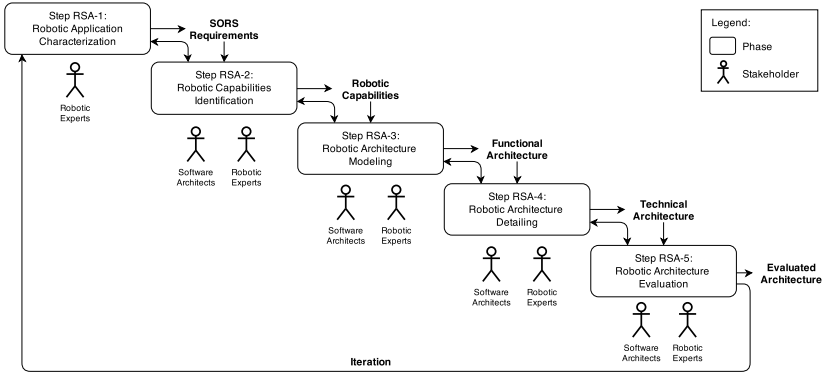 Step RSA-1:
Robotic Application
Characterization
SORS
Requirements
Legend:
Phase
Stakeholder
Robotic
Experts
Step RSA-2:
Robotic Capabilities
Identification
Robotic
Capabilities
Software
Architects
Robotic
Experts
Step RSA-3:
Robotic Architecture
Modeling
Functional
Architecture
Software
Architects
Robotic
Experts
Step RSA-4:
Robotic Architecture
Detailing
Technical
Architecture
Software
Architects
Robotic
Experts
Step RSA-5:
Robotic Architecture
Evaluation
Evaluated
Architecture
Software
Architects
Robotic
Experts
Iteration